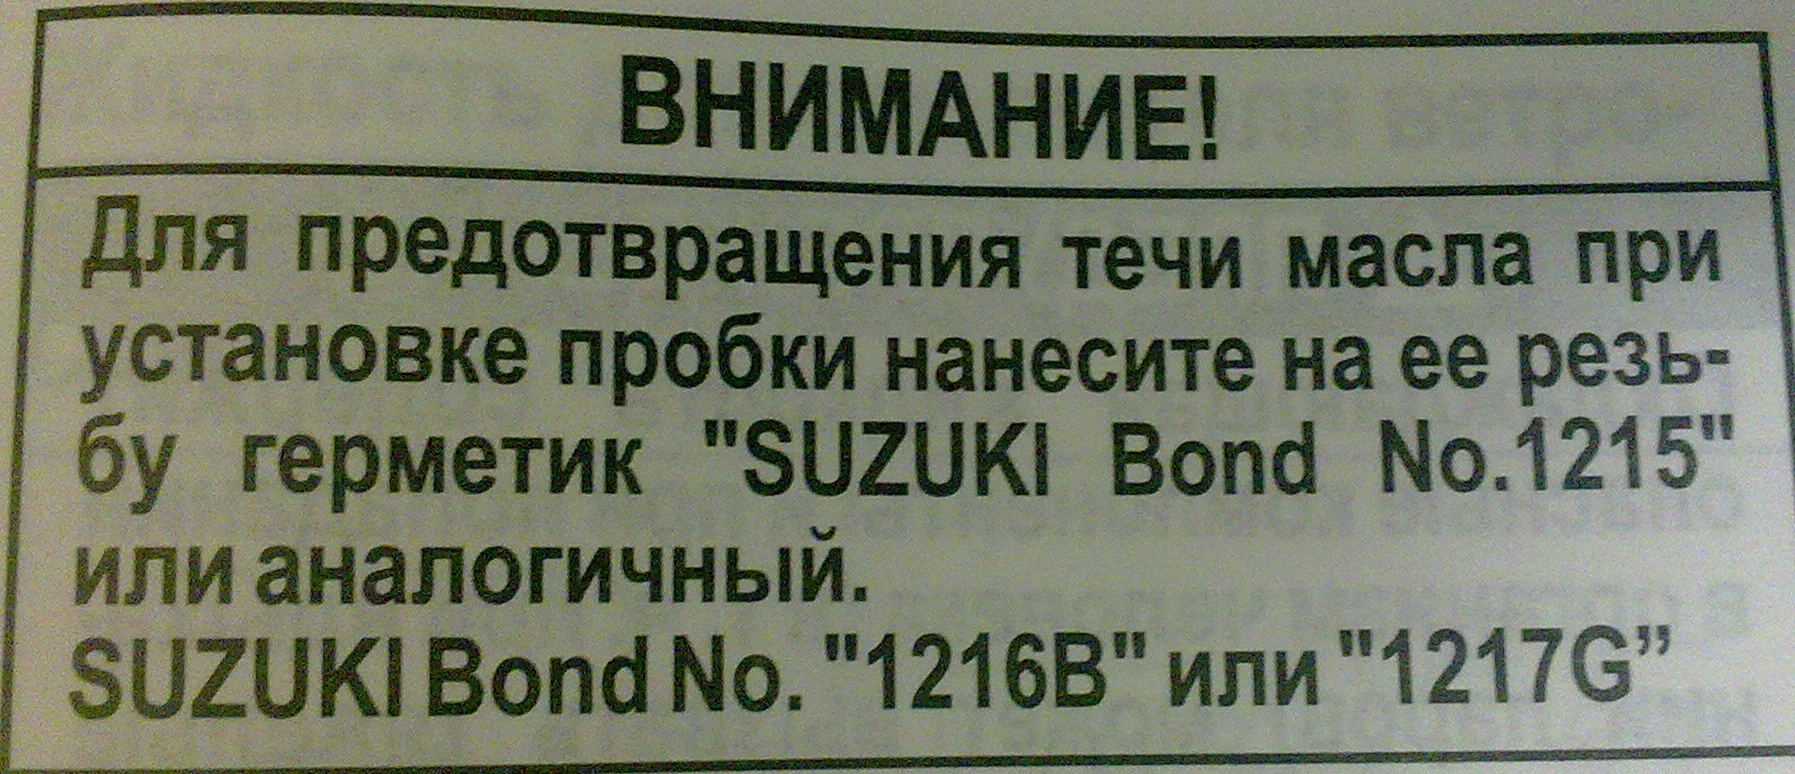 ВНИМАНИЕ!
Для предотвращения течи масла при
установке пробки нанесите на ее резь-
бу герметик "SUZUKI Bond No.1215"
или аналогичный.
SUZUKI Bond No. "1216B" или "1217G”